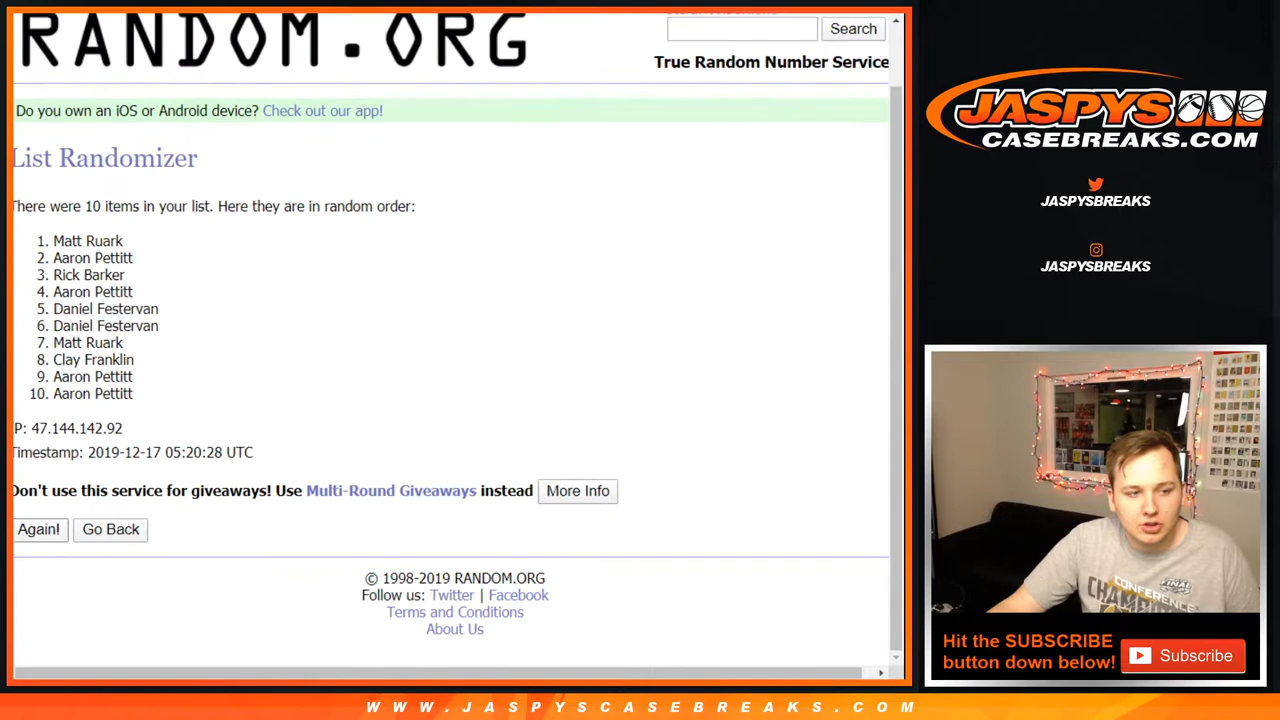 RANDOM.ORG
Search
True Random Number Service
Do you own an iOS or Android device? Check out our app!
List Randomizer
There were 10 items in your list. Here they are in random order:
1. Matt Ruark
2. Aaron Pettitt
3. Rick Barker
4. Aaron Pettitt
5. Daniel Festervan
6. Daniel Festervan
7. Matt Ruark
8. Clay Franklin
9. Aaron Pettitt
10. Aaron Pettitt
IP: 47.144.142.92
Timestamp: 2019-12-17 05:20:28 UTC
Don't use this service for giveaways! Use Multi-Round Giveaways instead More Info
Again! Go Back
© 1998-2019 RANDOM.ORG
Follow us: Twitter | Facebook
Terms and Conditions
About Us
JASPYS
CASEBREAKS.COM
JASPYSBREAKS
JASPYSBREAKS
CONFERENCE
FINAL
Hit the SUBSCRIBE
button down below!
Subscribe
WWW.JASPYSCASEBREAKS.COM